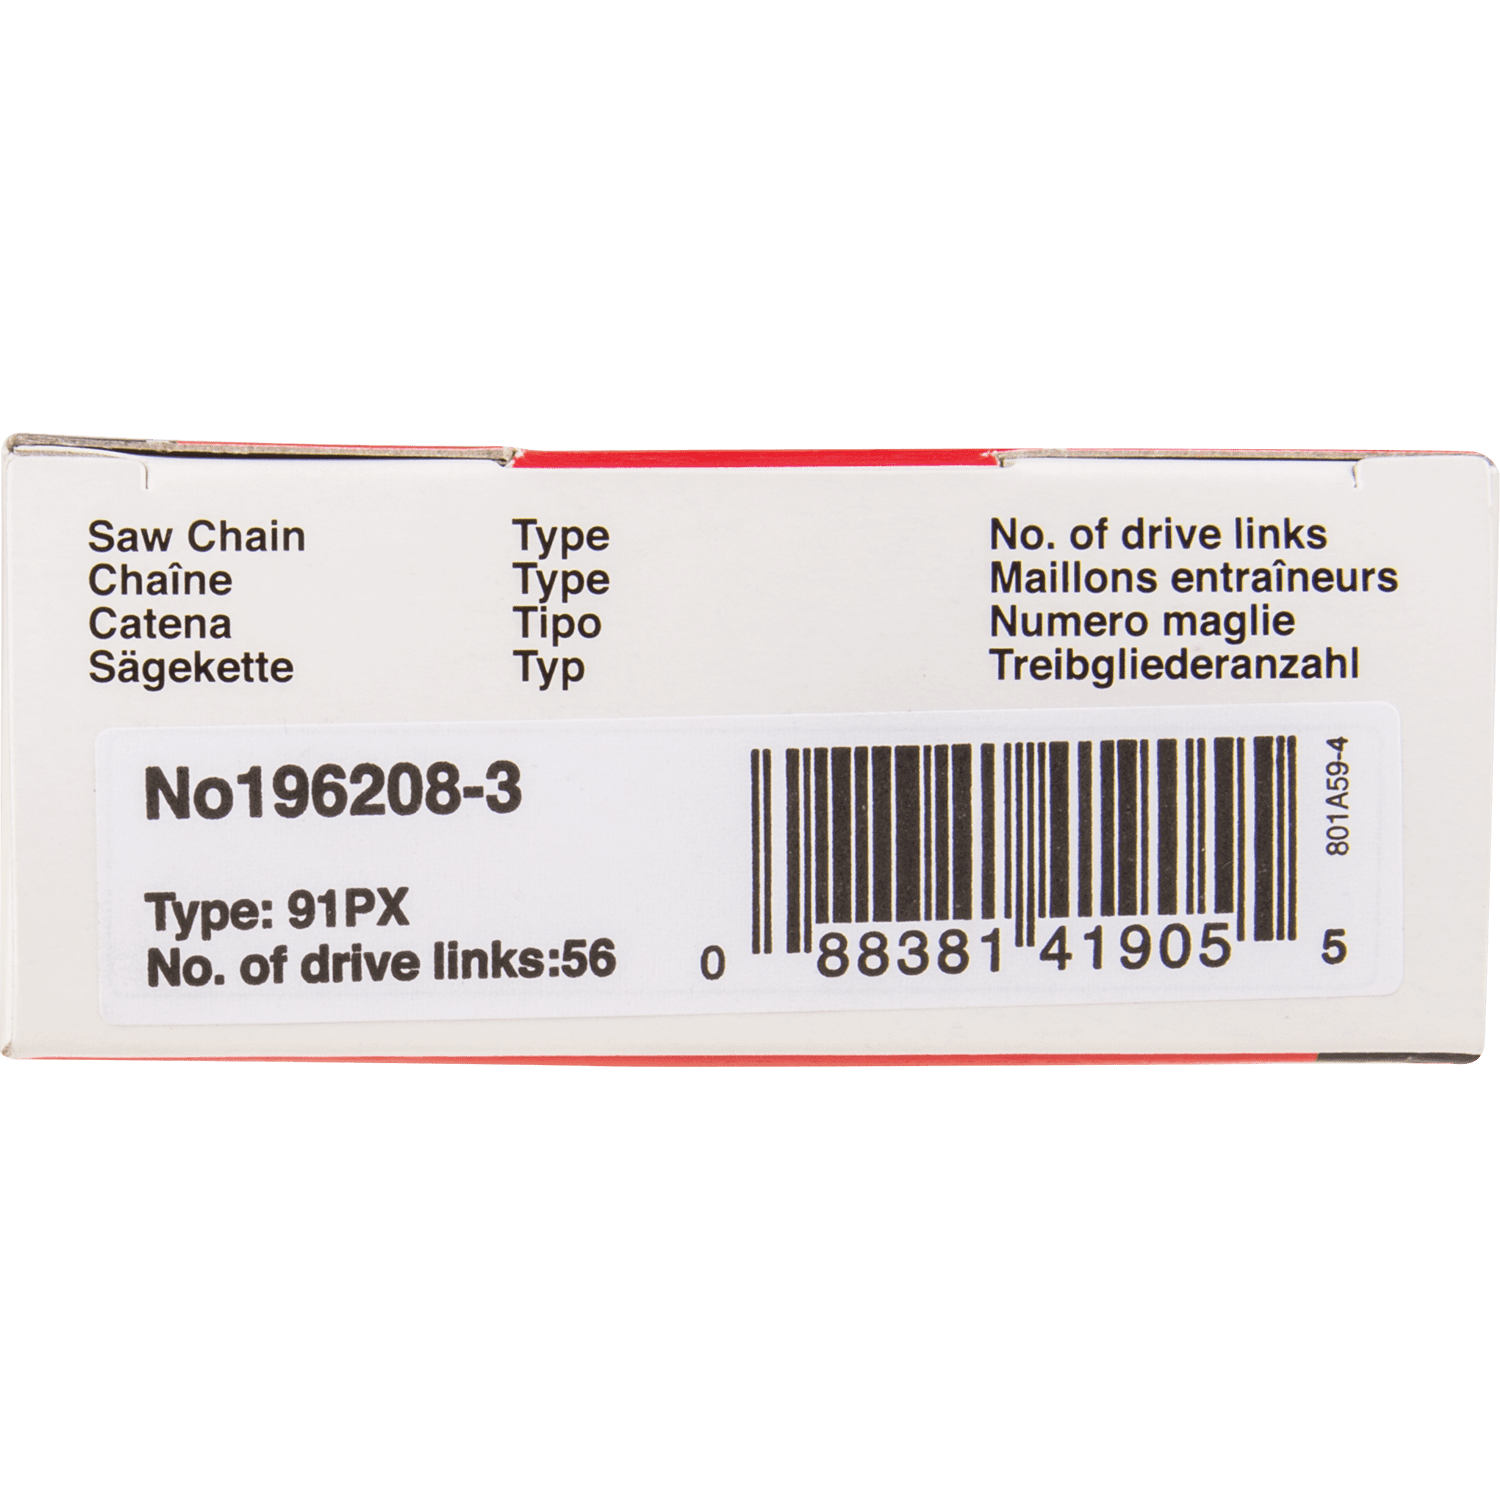 Saw Chain Type No. of drive links
Chaîne Type Maillons entraîneurs
Catena Tipo Numero maglie
Sägekette Typ Treibgliederanzahl
No196208-3
Type: 91PX
No. of drive links:56
0 88381 41905 5
801A59-4